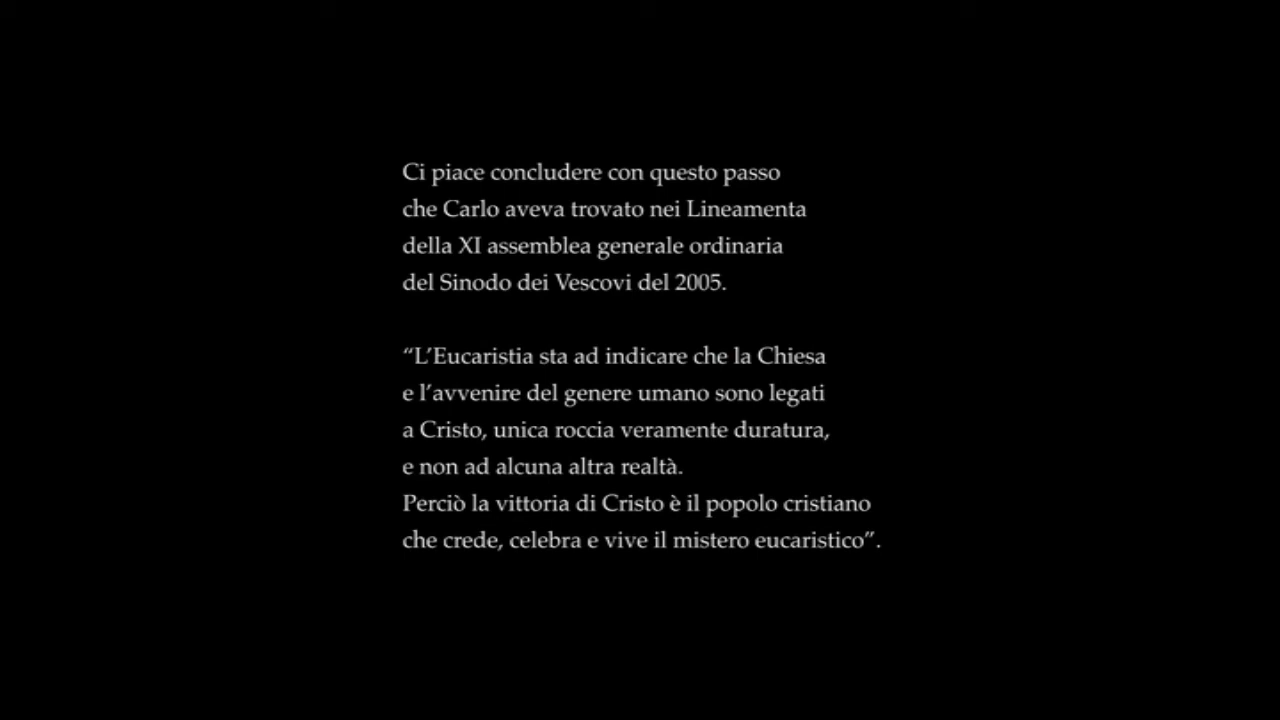 Ci piace concludere con questo passo
che Carlo aveva trovato nei Lineamenta
della XI assemblea generale ordinaria
del Sinodo dei Vescovi del 2005.
“L’Eucaristia sta ad indicare che la Chiesa
e l’avvenire del genere umano sono legati
a Cristo, unica roccia veramente duratura,
e non ad alcuna altra realtà.
Perciò la vittoria di Cristo è il popolo cristiano
che crede, celebra e vive il mistero eucaristico”.